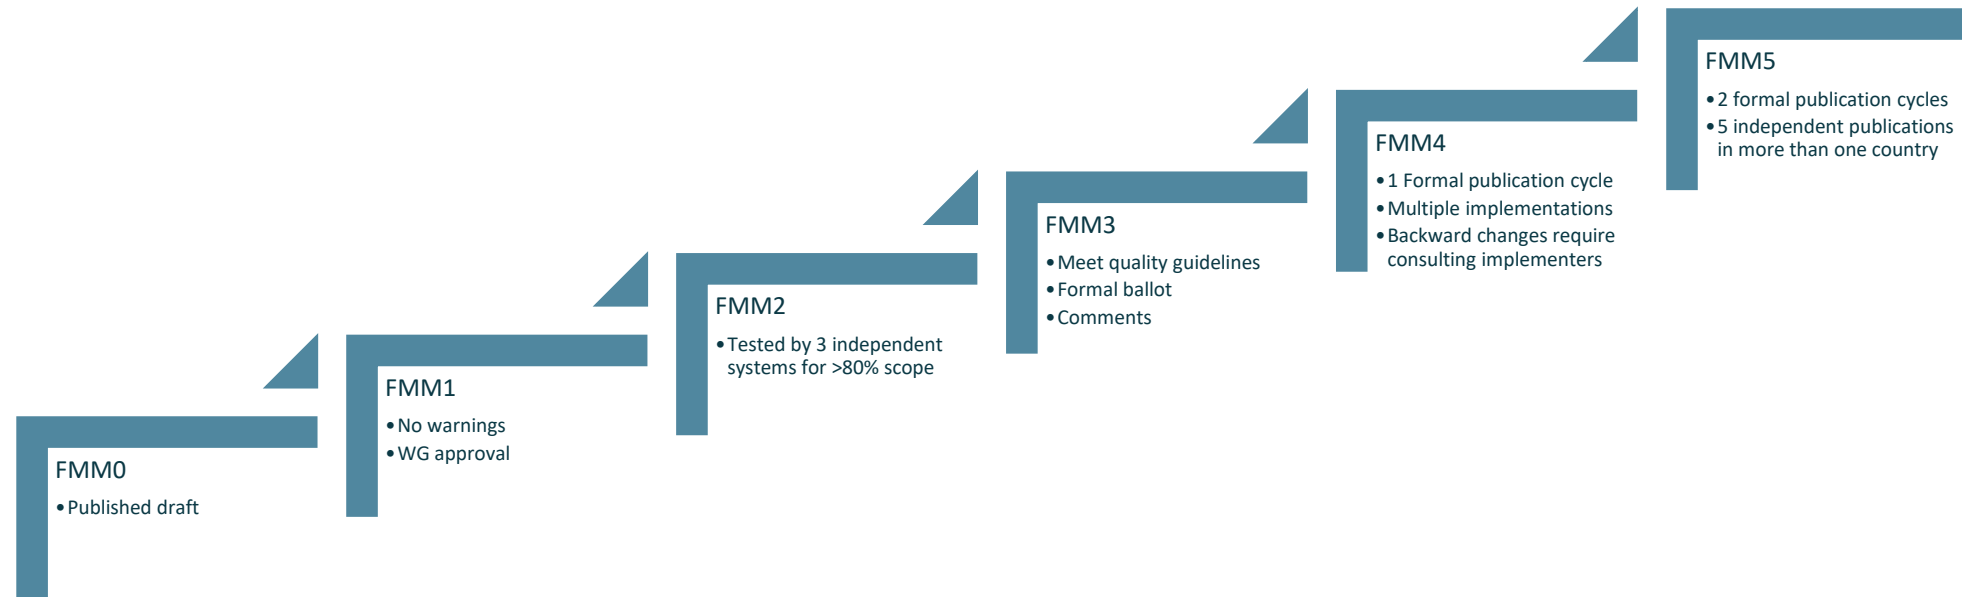 FMM0
•Published draft
FMM1
•No warnings
•WG approval
FMM2
•Tested by 3 independent
systems for >80% scope
FMM3
•Meet quality guidelines
•Formal ballot
•Comments
FMM4
•1 Formal publication cycle
•Multiple implementations
•Backward changes require
consulting implementers
FMM5
•2 formal publication cycles
•5 independent publications
in more than one country